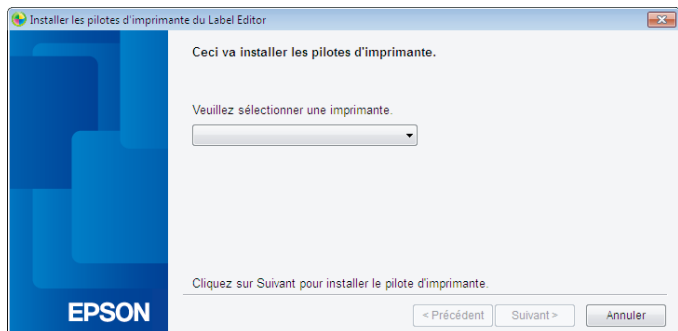 Installer les pilotes d'imprimante du Label Editor
Ceci va installer les pilotes d'imprimante.
Veuillez sélectionner une imprimante.
Cliquez sur Suivant pour installer le pilote d'imprimante.
EPSON
< Précédent
Suivant >
Annuler